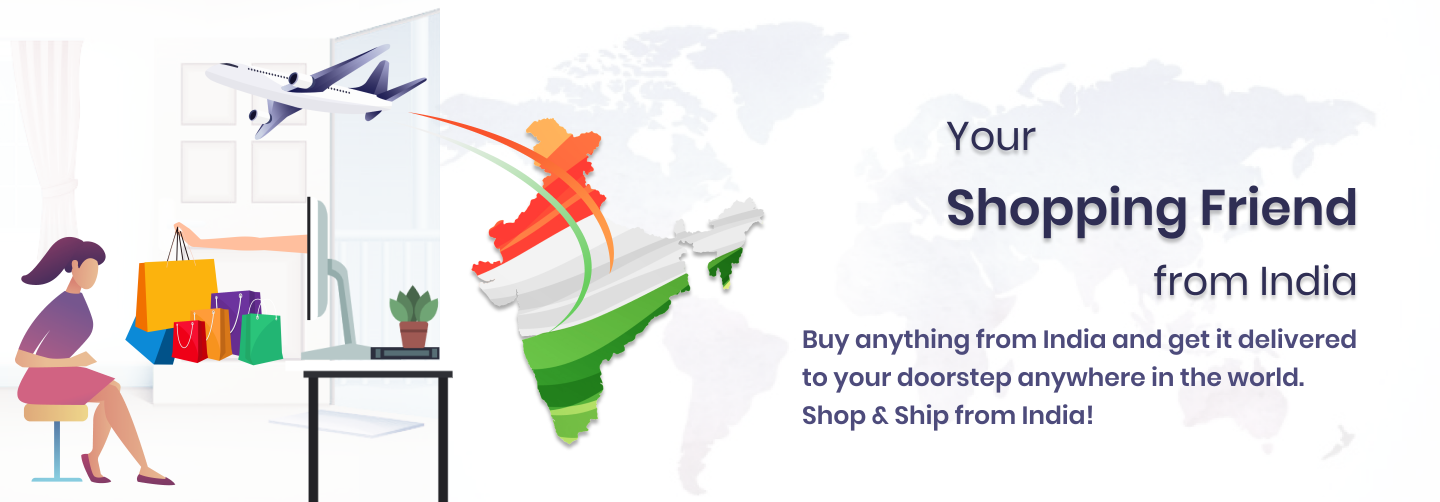 Your
Shopping Friend
from India
Buy anything from India and get it delivered
to your doorstep anywhere in the world.
Shop & Ship from India!